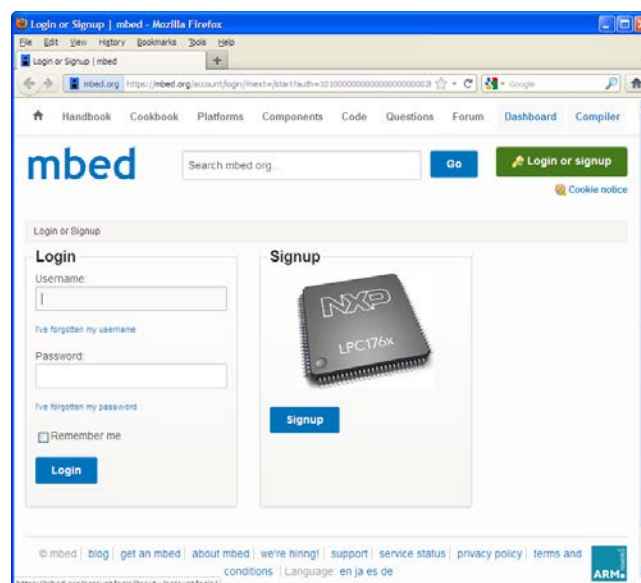 Login or Signup | mbed - Mozilla Firefox
File Edit View History Bookmarks Tools Help
Login or Signup | mbed +
mbed.org Google
Handbook Cookbook Platforms Components Code Questions Forum Dashboard Compiler
mbed Search mbed.org... Go Login or signup
Cookie notice
Login or Signup
Login
Username:
I've forgotten my username
Password:
I've forgotten my password
Remember me
Login
Signup
NXP
LPC176x
Signup
© mbed | blog | get an mbed | about mbed | we're hiring! | support | service status | privacy policy | terms and
conditions | Language: en ja es de
ARM